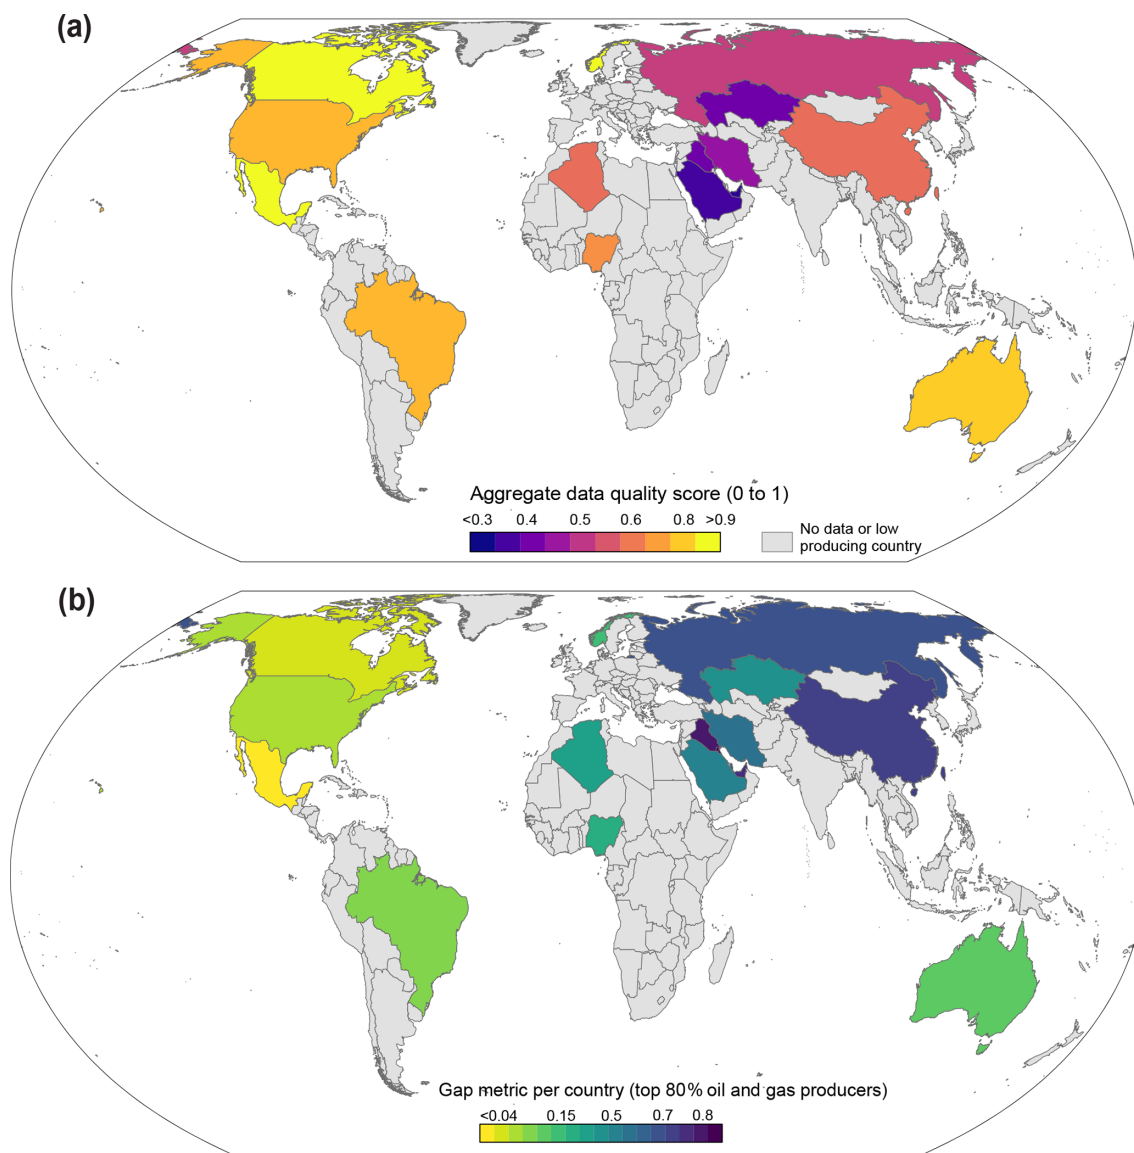 (a)
Aggregate data quality score (0 to 1)
<0.3 0.4 0.5 0.6 0.8 >0.9
No data or low
producing country
(b)
Gap metric per country (top 80% oil and gas producers)
<0.04 0.15 0.5 0.7 0.8